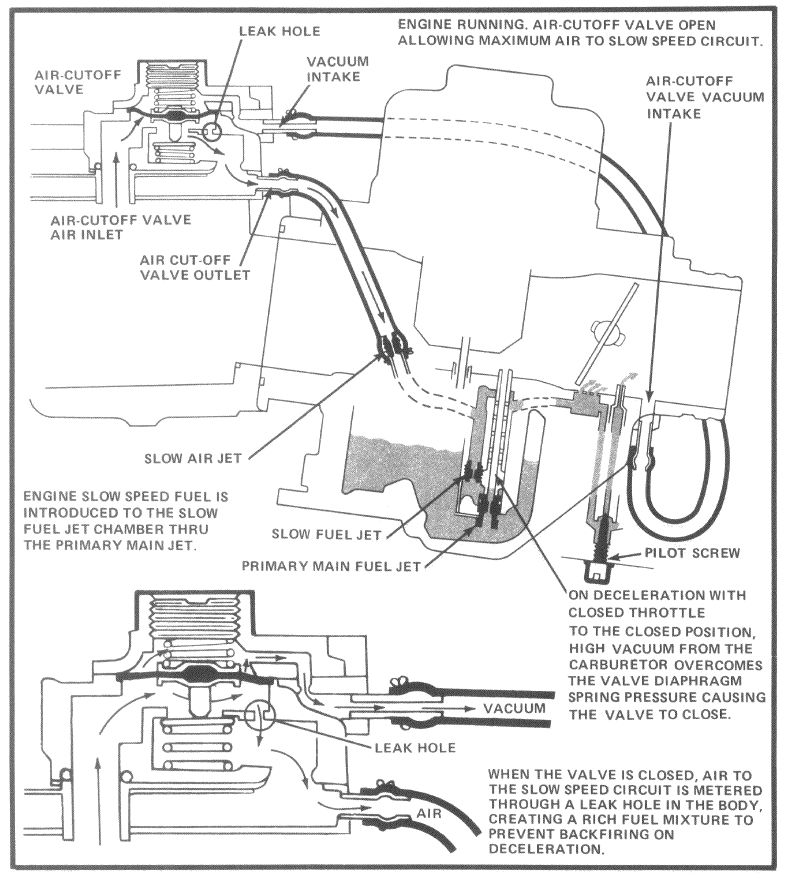 ENGINE RUNNING. AIR-CUTOFF VALVE OPEN
ALLOWING MAXIMUM AIR TO SLOW SPEED CIRCUIT.
LEAK HOLE
VACUUM
INTAKE
AIR-CUTOFF
VALVE
AIR-CUTOFF
VALVE VACUUM
INTAKE
AIR-CUTOFF VALVE
AIR INLET
AIR CUT-OFF
VALVE OUTLET
SLOW AIR JET
ENGINE SLOW SPEED FUEL IS
INTRODUCED TO THE SLOW
FUEL JET CHAMBER THRU
THE PRIMARY MAIN JET.
SLOW FUEL JET
PRIMARY MAIN FUEL JET
PILOT SCREW
ON DECELERATION WITH
CLOSED THROTTLE
TO THE CLOSED POSITION,
HIGH VACUUM FROM THE
CARBURETOR OVERCOMES
THE VALVE DIAPHRAGM
SPRING PRESSURE CAUSING
THE VALVE TO CLOSE.
VACUUM
LEAK HOLE
AIR
WHEN THE VALVE IS CLOSED, AIR TO
THE SLOW SPEED CIRCUIT IS METERED
THROUGH A LEAK HOLE IN THE BODY,
CREATING A RICH FUEL MIXTURE TO
PREVENT BACKFIRING ON
DECELERATION.